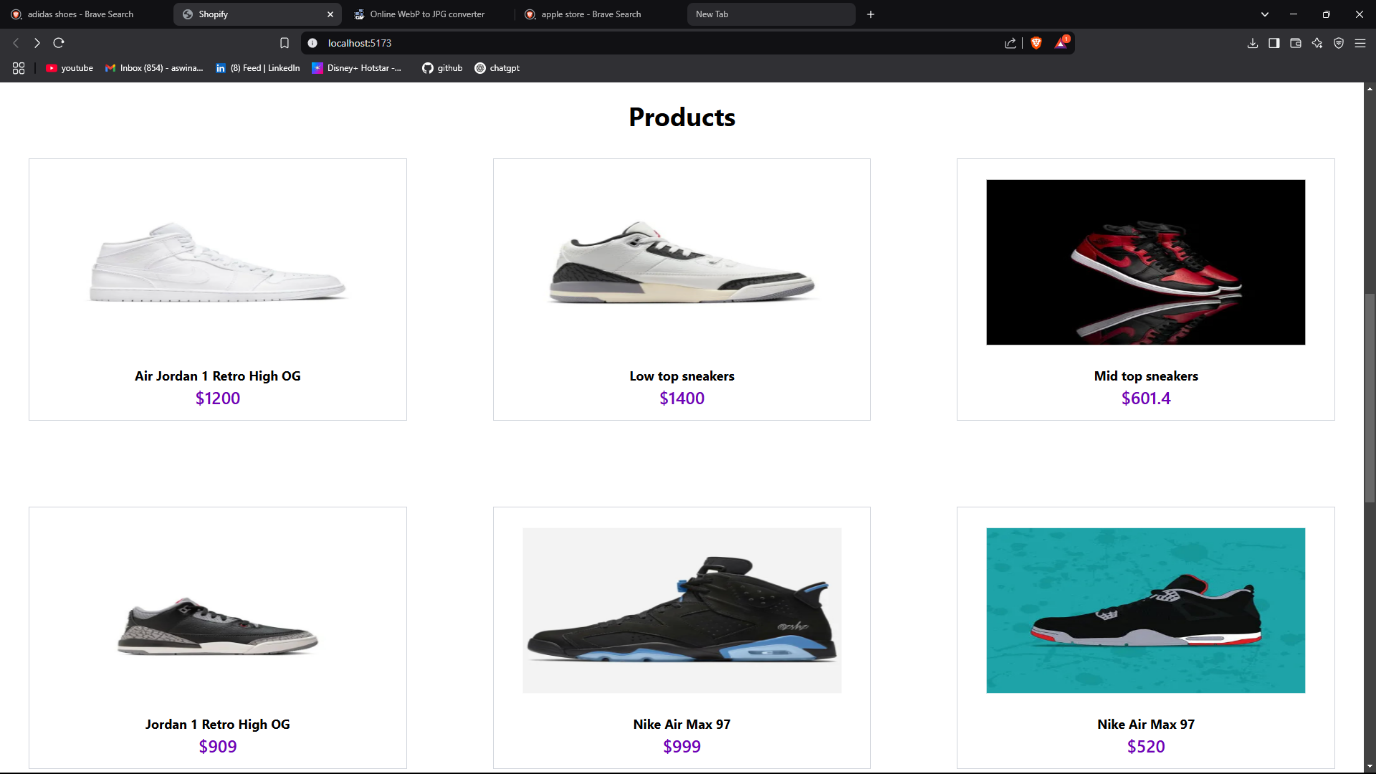 adidas shoes - Brave Search
Shopify
Online WebP to JPG converter
apple store - Brave Search
New Tab
localhost:5173
1
youtube
Inbox (854) - aswina...
(8) Feed | LinkedIn
Disney+ Hotstar -...
github
chatgpt
Products
Air Jordan 1 Retro High OG
$1200
Low top sneakers
$1400
Mid top sneakers
$601.4
Jordan 1 Retro High OG
$909
Nike Air Max 97
$999
Nike Air Max 97
$520